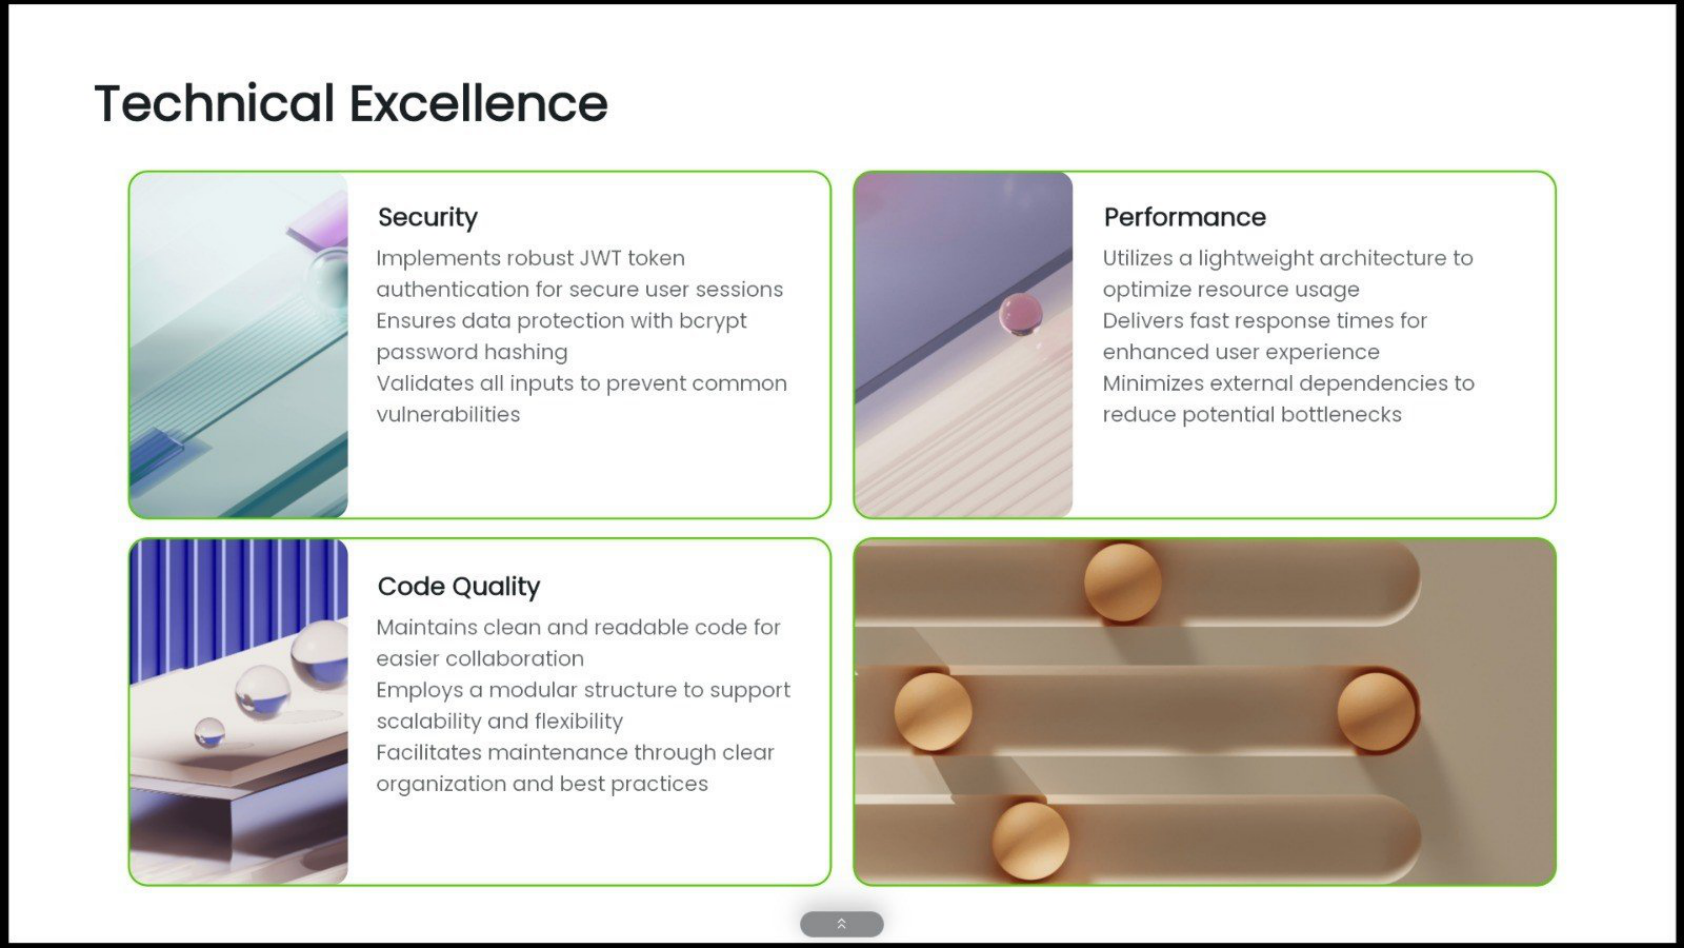 Technical Excellence
Security
Implements robust JWT token
authentication for secure user sessions
Ensures data protection with bcrypt
password hashing
Validates all inputs to prevent common
vulnerabilities
Performance
Utilizes a lightweight architecture to
optimize resource usage
Delivers fast response times for
enhanced user experience
Minimizes external dependencies to
reduce potential bottlenecks
Code Quality
Maintains clean and readable code for
easier collaboration
Employs a modular structure to support
scalability and flexibility
Facilitates maintenance through clear
organization and best practices